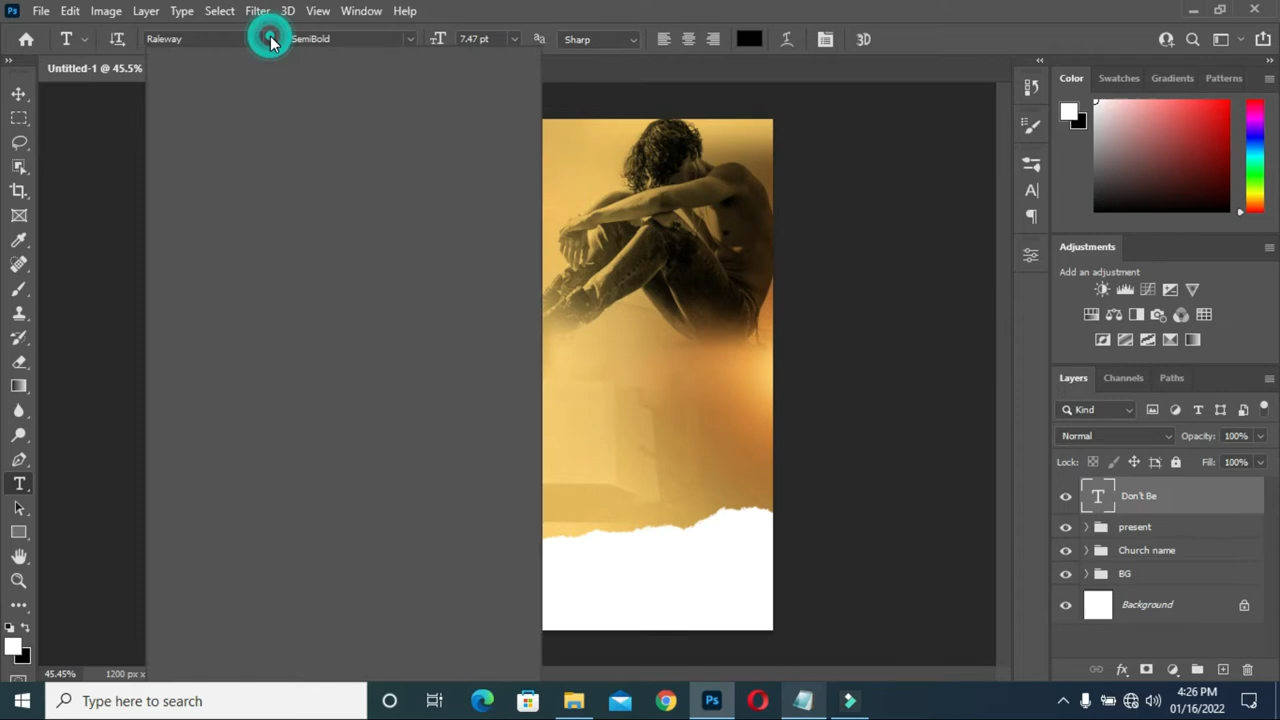 Ps File Edit Image Layer Type Select Filter 3D View Window Help
T Raleway SemiBold 7.47 pt Sharp 3D
Untitled-1 @ 45.5%
Color Swatches Gradients Patterns
Adjustments
Add an adjustment
Layers Channels Paths
Kind
Normal Opacity: 100%
Lock: Fill: 100%
T Don't Be
present
Church name
BG
Background
45.45% 1200 px x
Type here to search
Ps
4:26 PM
01/16/2022